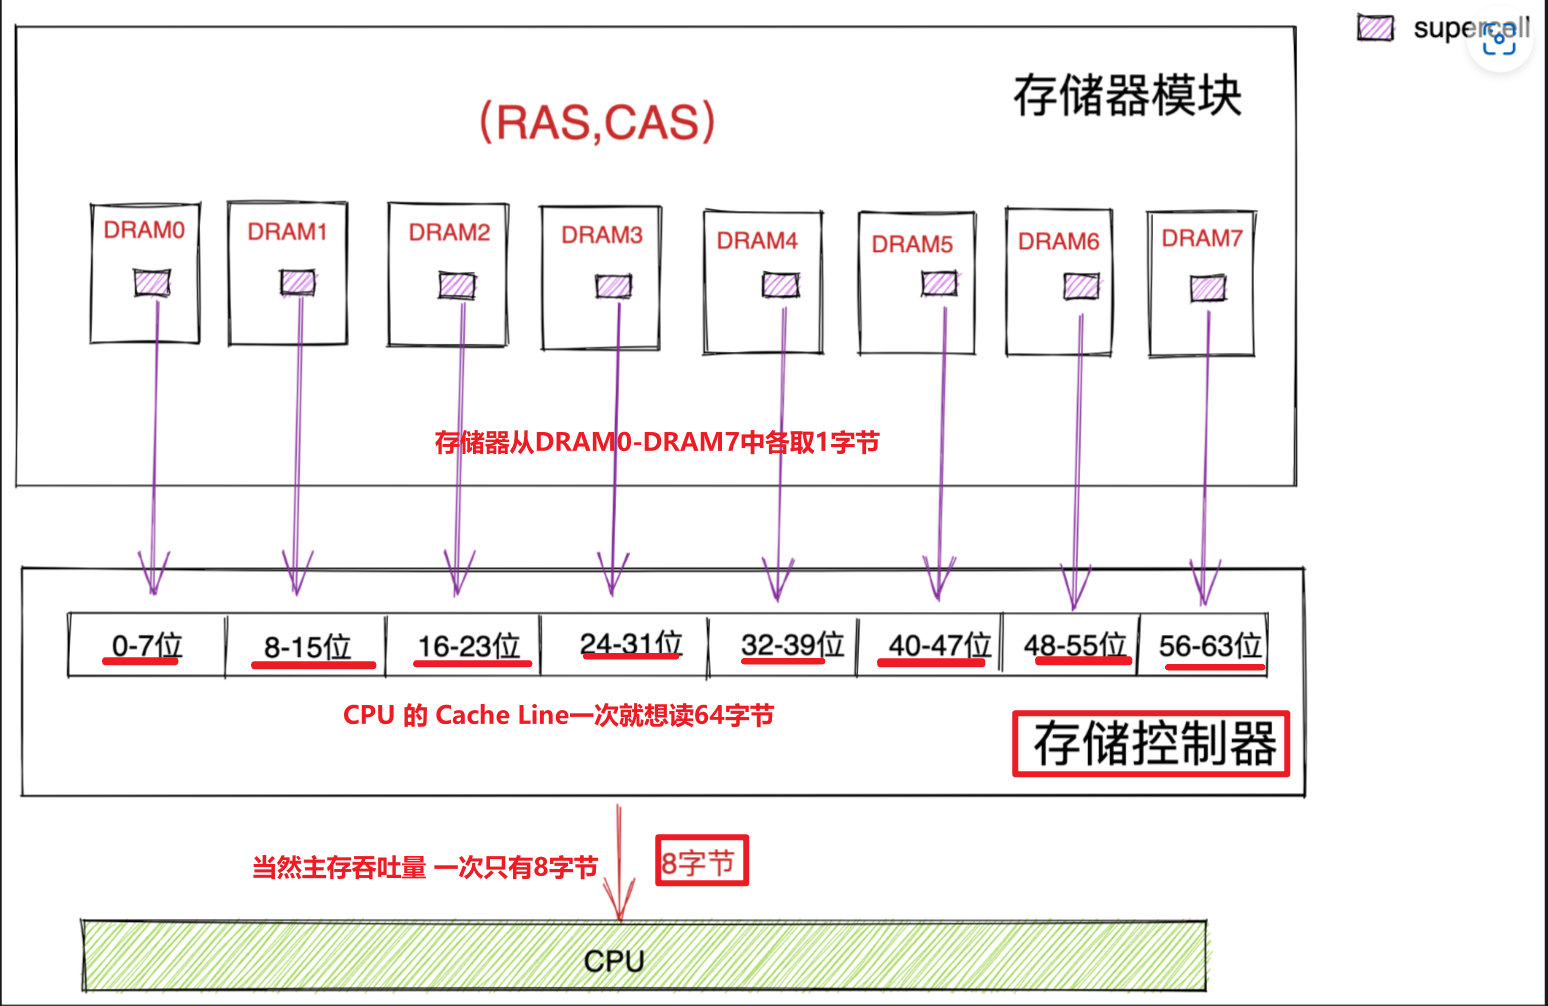 supercell
存储器模块
(RAS,CAS)
DRAM0
DRAM1
DRAM2
DRAM3
DRAM4
DRAM5
DRAM6
DRAM7
存储器从DRAM0-DRAM7中各取1字节
0-7位
8-15位
16-23位
24-31位
32-39位
40-47位
48-55位
56-63位
CPU 的 Cache Line一次就想读64字节
存储控制器
当然主存吞吐量 一次只有8字节
8字节
CPU